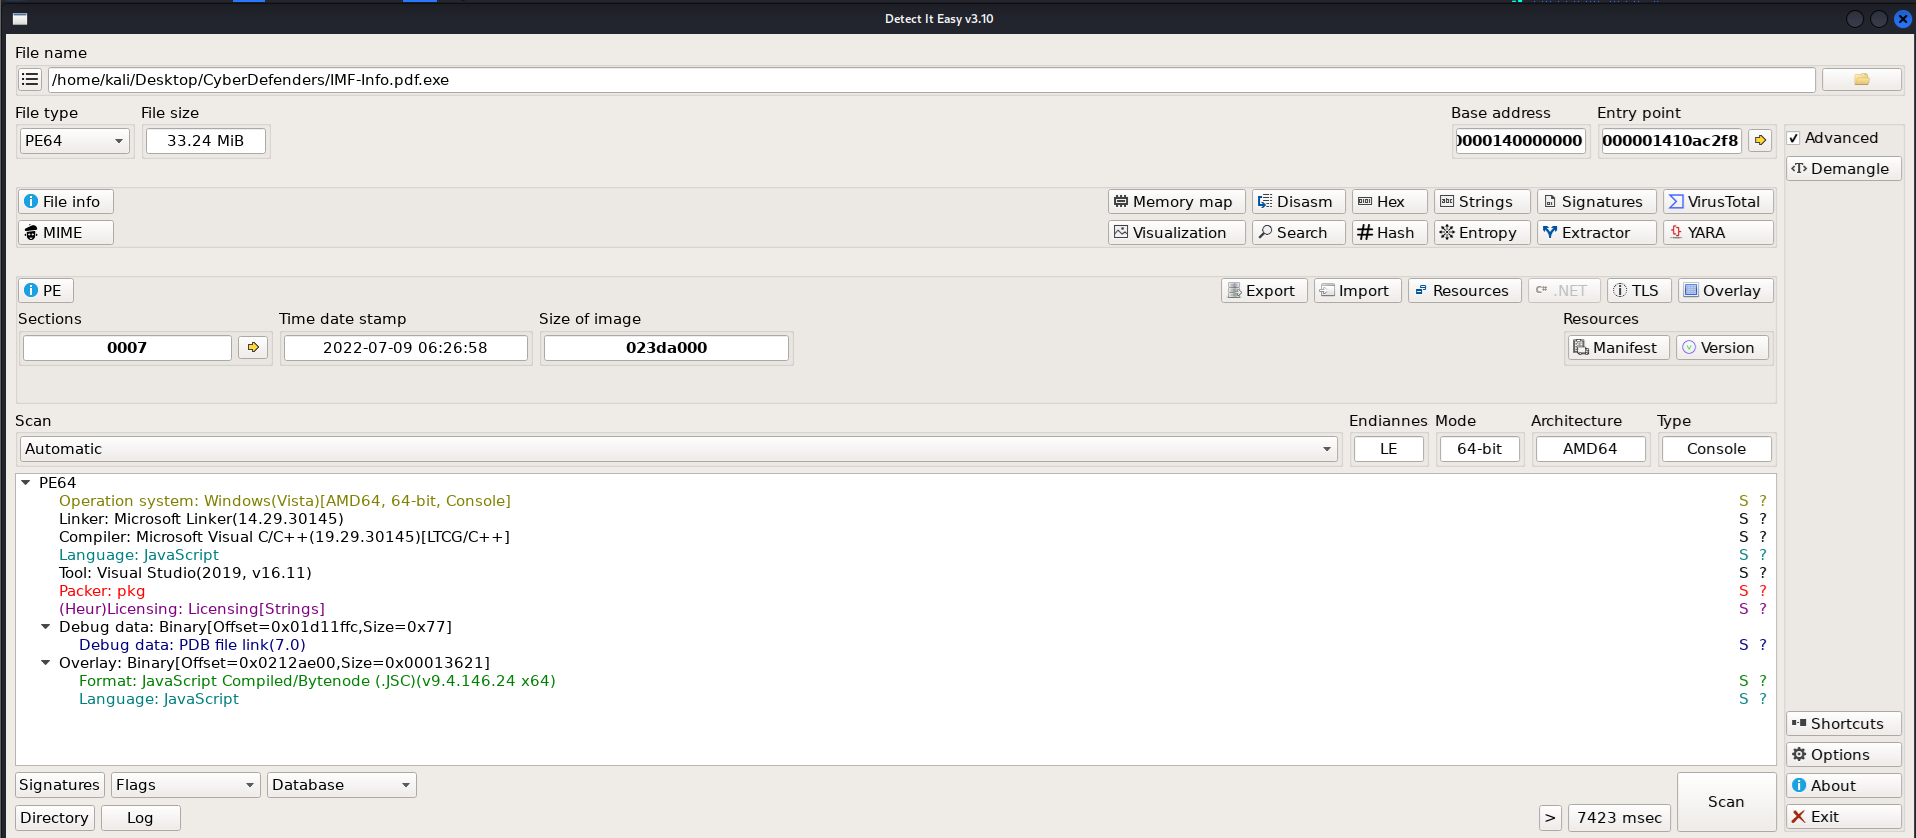 Detect It Easy v3.10
File name
/home/kali/Desktop/CyberDefenders/IMF-Info.pdf.exe
File type
File size
Base address
Entry point
PE64
33.24 MiB
0000140000000
000001410ac2f8
Advanced
Demangle
File info
Memory map
Disasm
Hex
Strings
Signatures
VirusTotal
MIME
Visualization
Search
Hash
Entropy
Extractor
YARA
PE
Export
Import
Resources
.NET
TLS
Overlay
Sections
Time date stamp
Size of image
Resources
0007
2022-07-09 06:26:58
023da000
Manifest
Version
Scan
Endiannes
Mode
Architecture
Type
Automatic
LE
64-bit
AMD64
Console
PE64
Operation system: Windows(Vista)[AMD64, 64-bit, Console] S ?
Linker: Microsoft Linker(14.29.30145) S ?
Compiler: Microsoft Visual C/C++(19.29.30145)[LTCG/C++] S ?
Language: JavaScript S ?
Tool: Visual Studio(2019, v16.11) S ?
Packer: pkg S ?
(Heur)Licensing: Licensing[Strings] S ?
Debug data: Binary[Offset=0x01d11ffc,Size=0x77]
Debug data: PDB file link(7.0) S ?
Overlay: Binary[Offset=0x0212ae00,Size=0x00013621]
Format: JavaScript Compiled/Bytenode (.JSC)(v9.4.146.24 x64) S ?
Language: JavaScript S ?
Shortcuts
Options
About
Exit
Signatures
Flags
Database
Scan
Directory
Log
>
7423 msec